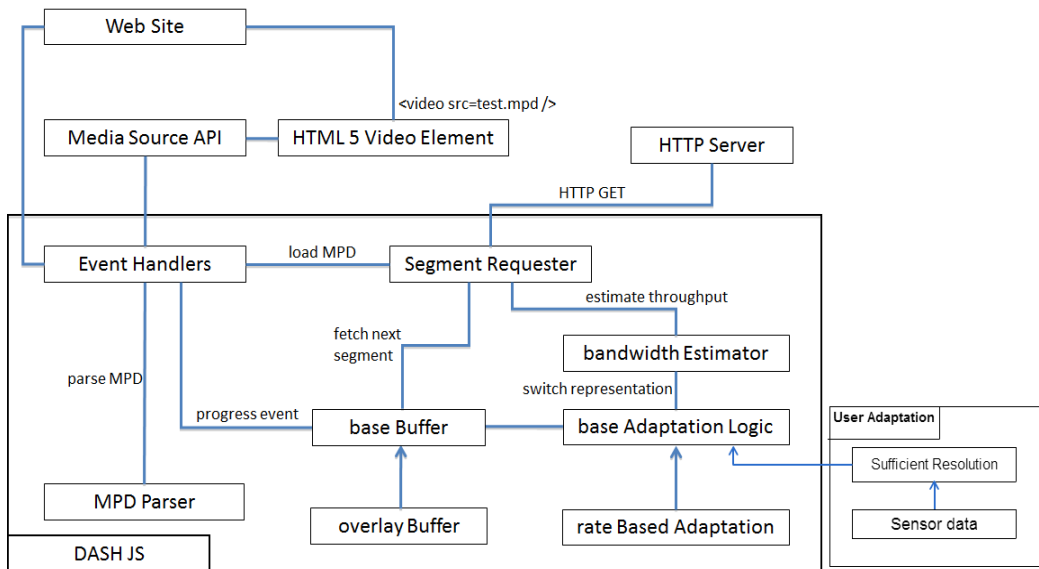 Web Site
<video src=test.mpd />
Media Source API
HTML 5 Video Element
HTTP Server
HTTP GET
Event Handlers
load MPD
Segment Requester
estimate throughput
fetch next
segment
bandwidth Estimator
parse MPD
switch representation
progress event
base Buffer
base Adaptation Logic
User Adaptation
Sufficient Resolution
MPD Parser
overlay Buffer
rate Based Adaptation
Sensor data
DASH JS